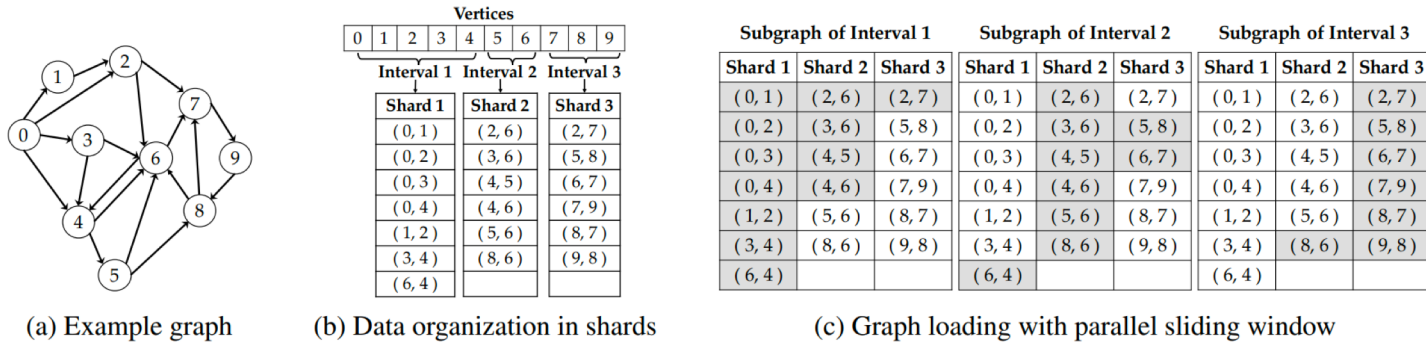 0
1
2
3
4
5
6
7
8
9
(a) Example graph
Vertices
0 1 2 3 4 5 6 7 8 9
Interval 1 Interval 2 Interval 3
Shard 1 Shard 2 Shard 3
(0, 1) (2, 6) (2, 7)
(0, 2) (3, 6) (5, 8)
(0, 3) (4, 5) (6, 7)
(0, 4) (4, 6) (7, 9)
(1, 2) (5, 6) (8, 7)
(3, 4) (8, 6) (9, 8)
(6, 4)
(b) Data organization in shards
Subgraph of Interval 1 Subgraph of Interval 2 Subgraph of Interval 3
Shard 1 Shard 2 Shard 3 Shard 1 Shard 2 Shard 3 Shard 1 Shard 2 Shard 3
(0, 1) (2, 6) (2, 7) (0, 1) (2, 6) (2, 7) (0, 1) (2, 6) (2, 7)
(0, 2) (3, 6) (5, 8) (0, 2) (3, 6) (5, 8) (0, 2) (3, 6) (5, 8)
(0, 3) (4, 5) (6, 7) (0, 3) (4, 5) (6, 7) (0, 3) (4, 5) (6, 7)
(0, 4) (4, 6) (7, 9) (0, 4) (4, 6) (7, 9) (0, 4) (4, 6) (7, 9)
(1, 2) (5, 6) (8, 7) (1, 2) (5, 6) (8, 7) (1, 2) (5, 6) (8, 7)
(3, 4) (8, 6) (9, 8) (3, 4) (8, 6) (9, 8) (3, 4) (8, 6) (9, 8)
(6, 4) (6, 4) (6, 4)
(c) Graph loading with parallel sliding window